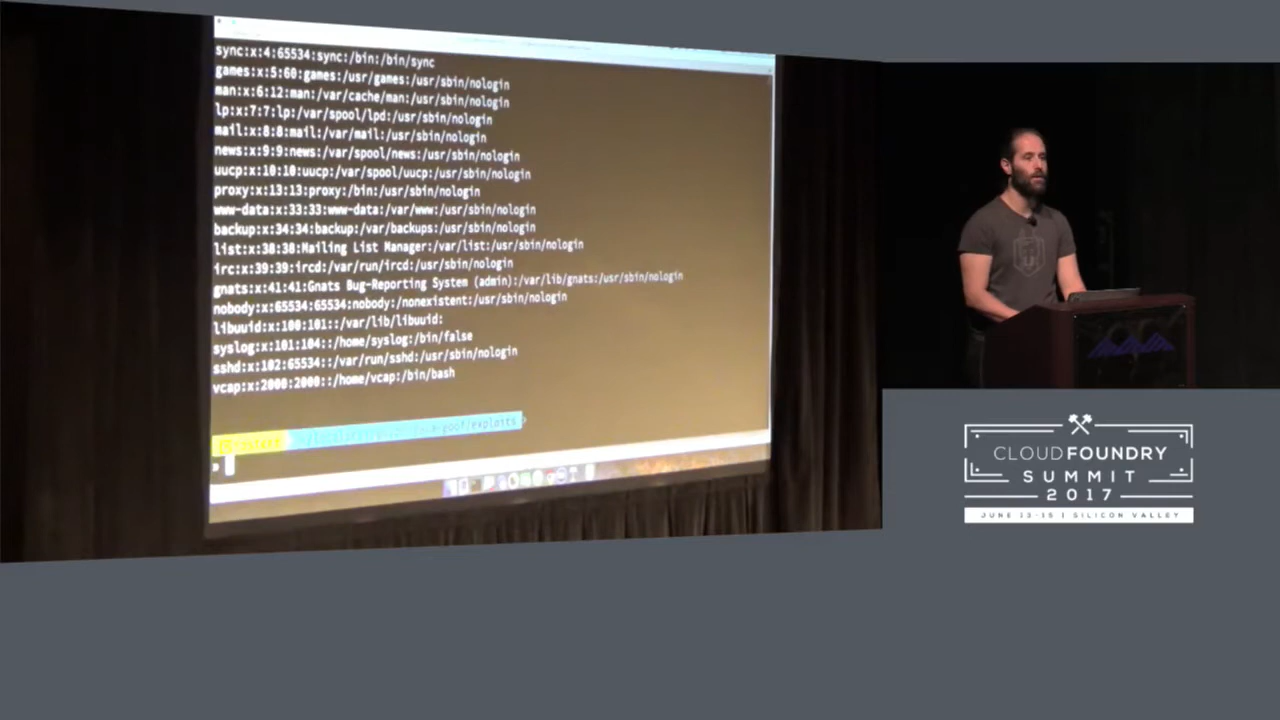 sync:x:4:65534:sync:/bin:/bin/sync
games:x:5:60:games:/usr/games:/usr/sbin/nologin
man:x:6:12:man:/var/cache/man:/usr/sbin/nologin
lp:x:7:7:lp:/var/spool/lpd:/usr/sbin/nologin
mail:x:8:8:mail:/var/mail:/usr/sbin/nologin
news:x:9:9:news:/var/spool/news:/usr/sbin/nologin
uucp:x:10:10:uucp:/var/spool/uucp:/usr/sbin/nologin
proxy:x:13:13:proxy:/bin:/usr/sbin/nologin
www-data:x:33:33:www-data:/var/www:/usr/sbin/nologin
backup:x:34:34:backup:/var/backups:/usr/sbin/nologin
list:x:38:38:Mailing List Manager:/var/list:/usr/sbin/nologin
irc:x:39:39:ircd:/var/run/ircd:/usr/sbin/nologin
gnats:x:41:41:Gnats Bug-Reporting System (admin):/var/lib/gnats:/usr/sbin/nologin
nobody:x:65534:65534:nobody:/nonexistent:/usr/sbin/nologin
libuuid:x:100:101::/var/lib/libuuid:
syslog:x:101:104::/home/syslog:/bin/false
sshd:x:102:65534::/var/run/sshd:/usr/sbin/nologin
vcap:x:2000:2000::/home/vcap:/bin/bash
CLOUD FOUNDRY
SUMMIT
2017
JUNE 13-15 | SILICON VALLEY